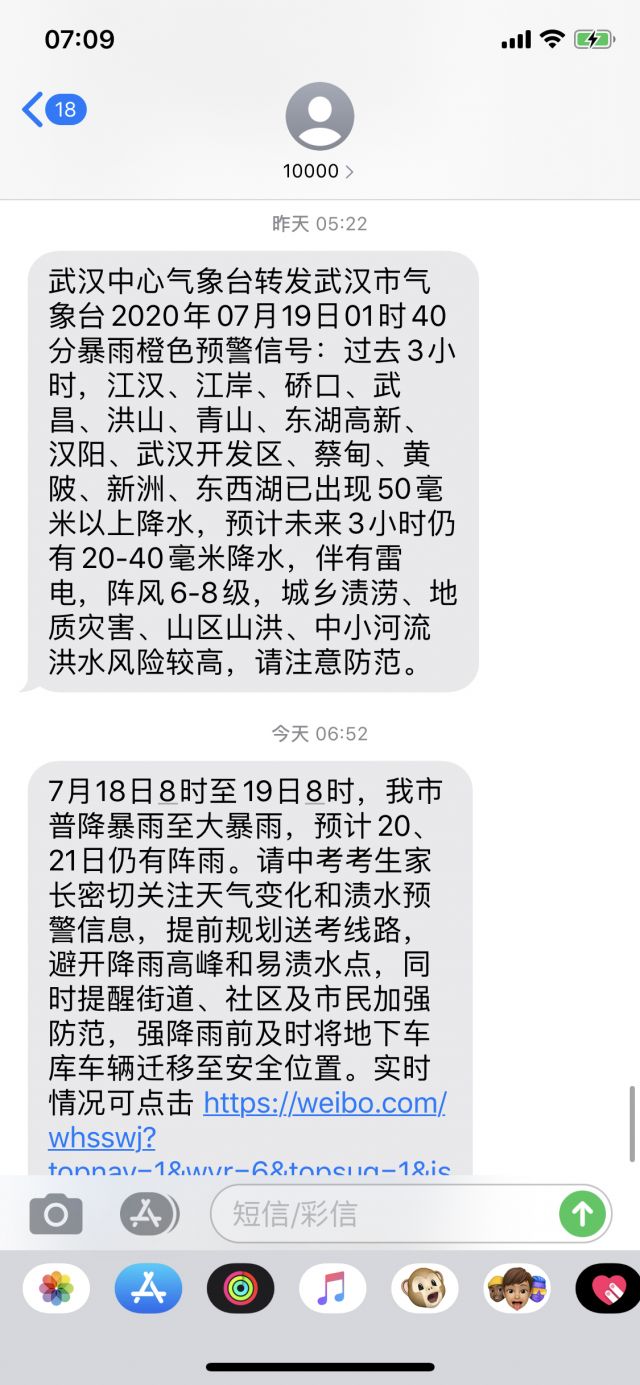 07:09
18
10000
昨天 05:22
武汉中心气象台转发武汉市气
象台2020年07月19日01时40
分暴雨橙色预警信号：过去3小
时，江汉、江岸、硚口、武
昌、洪山、青山、东湖高新、
汉阳、武汉开发区、蔡甸、黄
陂、新洲、东西湖已出现50毫
米以上降水，预计未来3小时仍
有20-40毫米降水，伴有雷
电，阵风6-8级，城乡渍涝、地
质灾害、山区山洪、中小河流
洪水风险较高，请注意防范。
今天 06:52
7月18日8时至19日8时，我市
普降暴雨至大暴雨，预计20、
21日仍有阵雨。请中考考生家
长密切关注天气变化和渍水预
警信息，提前规划送考线路，
避开降雨高峰和易渍水点，同
时提醒街道、社区及市民加强
防范，强降雨前及时将地下车
库车辆迁移至安全位置。实时
情况可点击 https://weibo.com/
whsswj?
topnav=1&wvr=6&topsug=1&is
短信/彩信